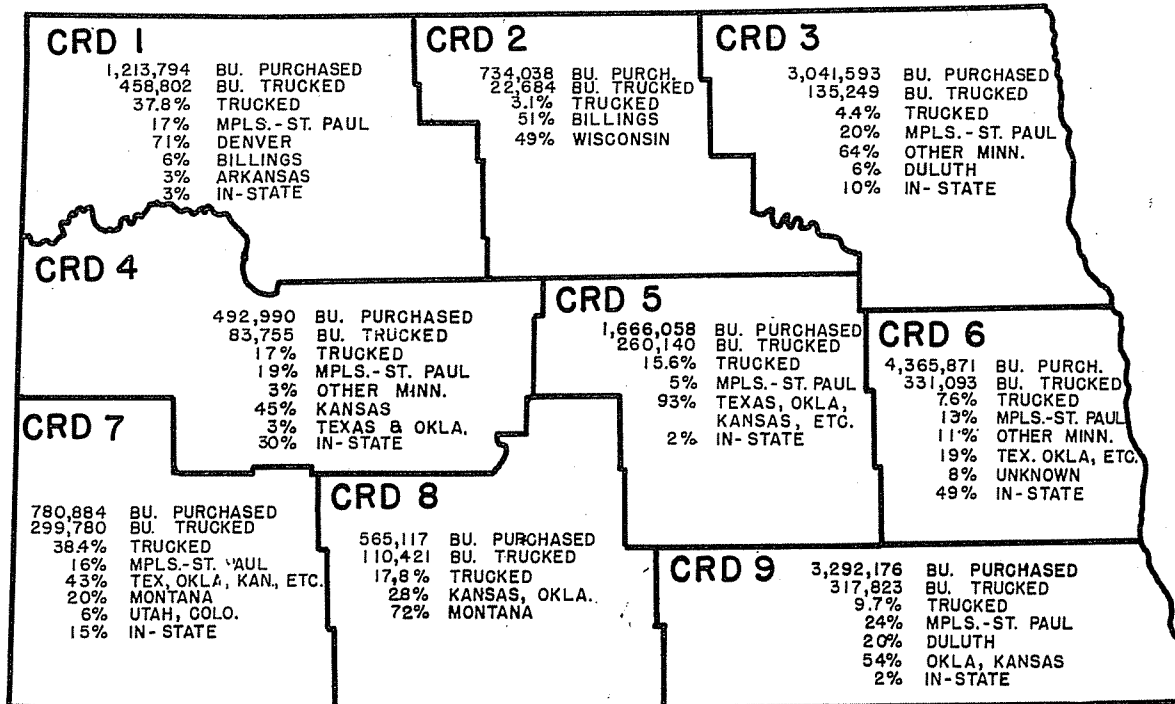 CRD 1
1,213,794 BU. PURCHASED
458,802 BU. TRUCKED
37.8% TRUCKED
17% MPLS.-ST. PAUL
71% DENVER
6% BILLINGS
3% ARKANSAS
3% IN-STATE
CRD 2
734,038 BU. PURCH.
22,684 BU. TRUCKED
3.1% TRUCKED
51% BILLINGS
49% WISCONSIN
CRD 3
3,041,593 BU. PURCHASED
135,249 BU. TRUCKED
4.4% TRUCKED
20% MPLS.-ST. PAUL
64% OTHER MINN.
6% DULUTH
10% IN-STATE
CRD 4
492,990 BU. PURCHASED
83,755 BU. TRUCKED
17% TRUCKED
19% MPLS.-ST. PAUL
3% OTHER MINN.
45% KANSAS
3% TEXAS & OKLA.
30% IN-STATE
CRD 5
1,666,058 BU. PURCHASED
260,140 BU. TRUCKED
15.6% TRUCKED
5% MPLS.-ST. PAUL
93% TEXAS, OKLA,
KANSAS, ETC.
2% IN-STATE
CRD 6
4,365,871 BU. PURCH.
331,093 BU. TRUCKED
7.6% TRUCKED
13% MPLS.-ST. PAUL
11% OTHER MINN.
19% TEX. OKLA, ETC.
8% UNKNOWN
49% IN-STATE
CRD 7
780,884 BU. PURCHASED
299,780 BU. TRUCKED
38.4% TRUCKED
16% MPLS.-ST. PAUL
43% TEX, OKLA, KAN., ETC.
20% MONTANA
6% UTAH, COLO.
15% IN-STATE
CRD 8
565,117 BU. PURCHASED
110,421 BU. TRUCKED
17,8% TRUCKED
28% KANSAS, OKLA.
72% MONTANA
CRD 9
3,292,176 BU. PURCHASED
317,823 BU. TRUCKED
9.7% TRUCKED
24% MPLS.-ST. PAUL
20% DULUTH
54% OKLA, KANSAS
2% IN-STATE